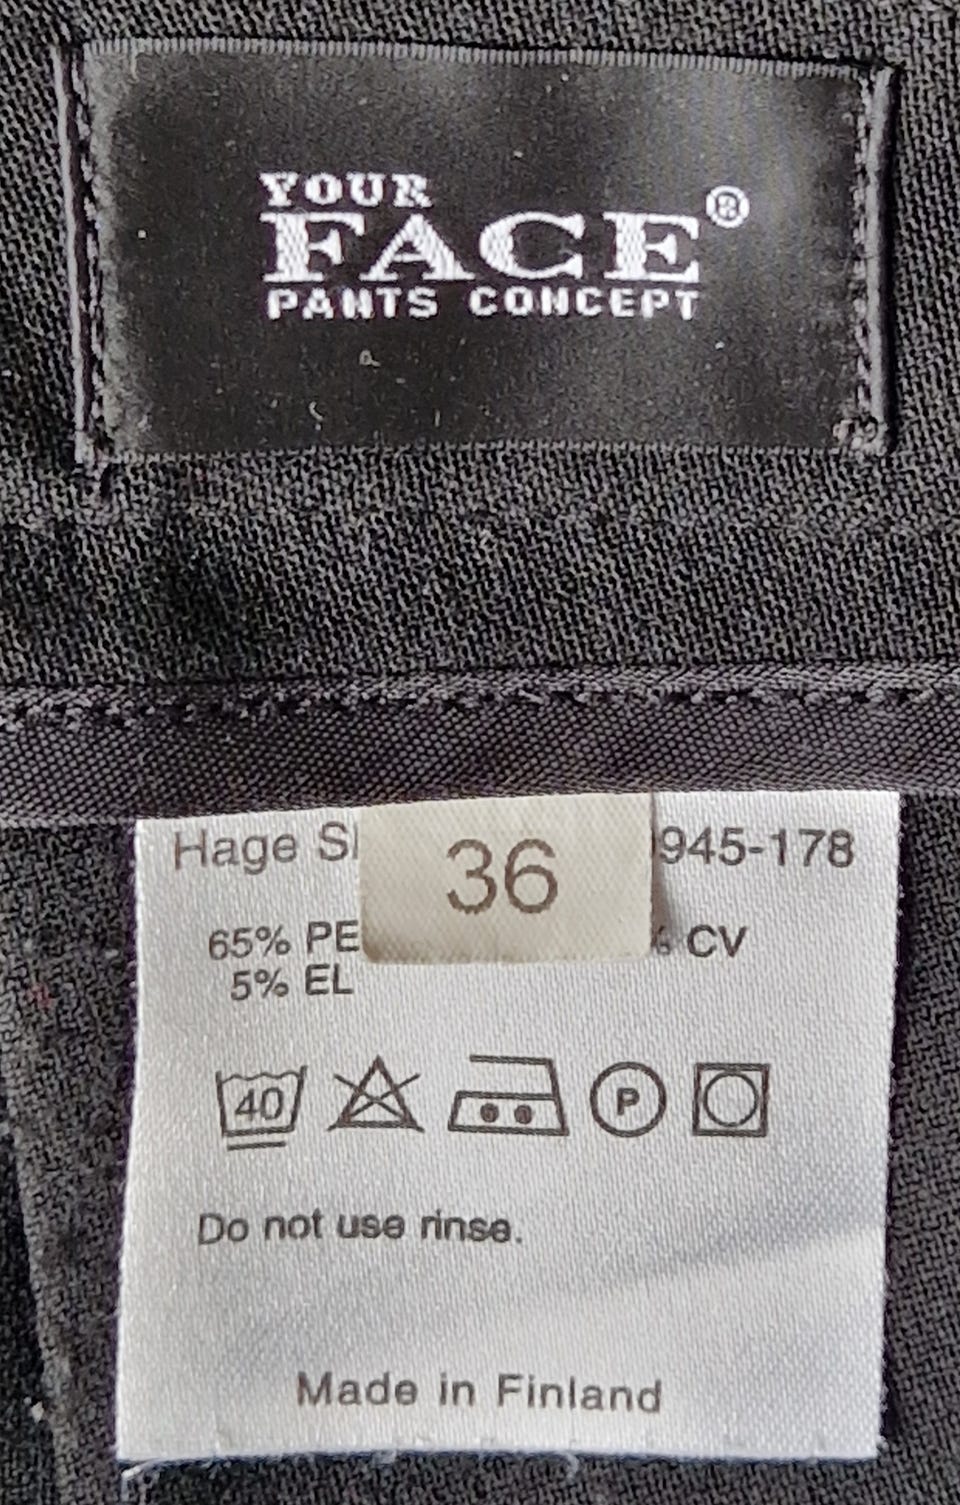 YOUR
FACE®
PANTS CONCEPT
Hage 36 945-178
65% PE CV
5% EL
40 P
Do not use rinse.
Made in Finland